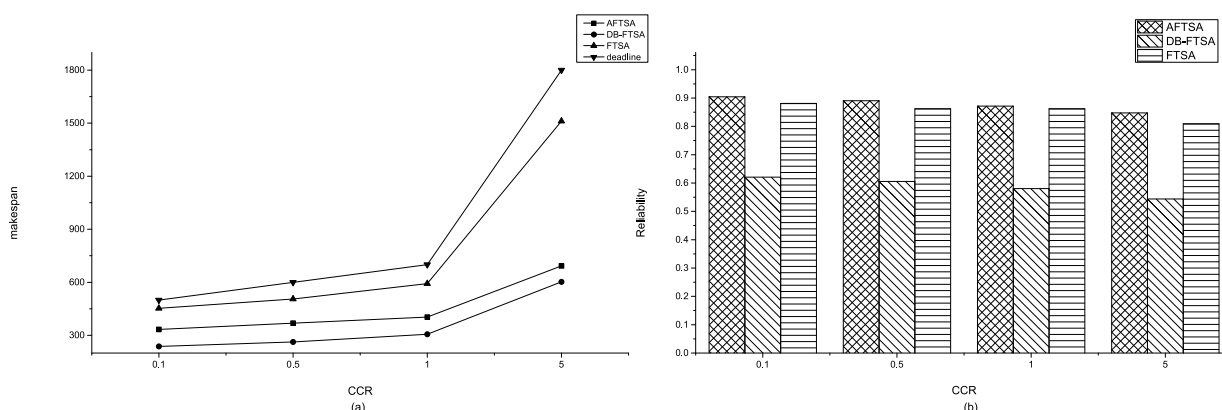 AFTSA
DB-FTSA
FTSA
deadline
1800
1500
1200
900
600
300
makespan
0.1
0.5
1
5
CCR
(a)
AFTSA
DB-FTSA
FTSA
1.0
0.9
0.8
0.7
0.6
0.5
0.4
0.3
0.2
0.1
0.0
Reliability
0.1
0.5
1
5
CCR
(b)